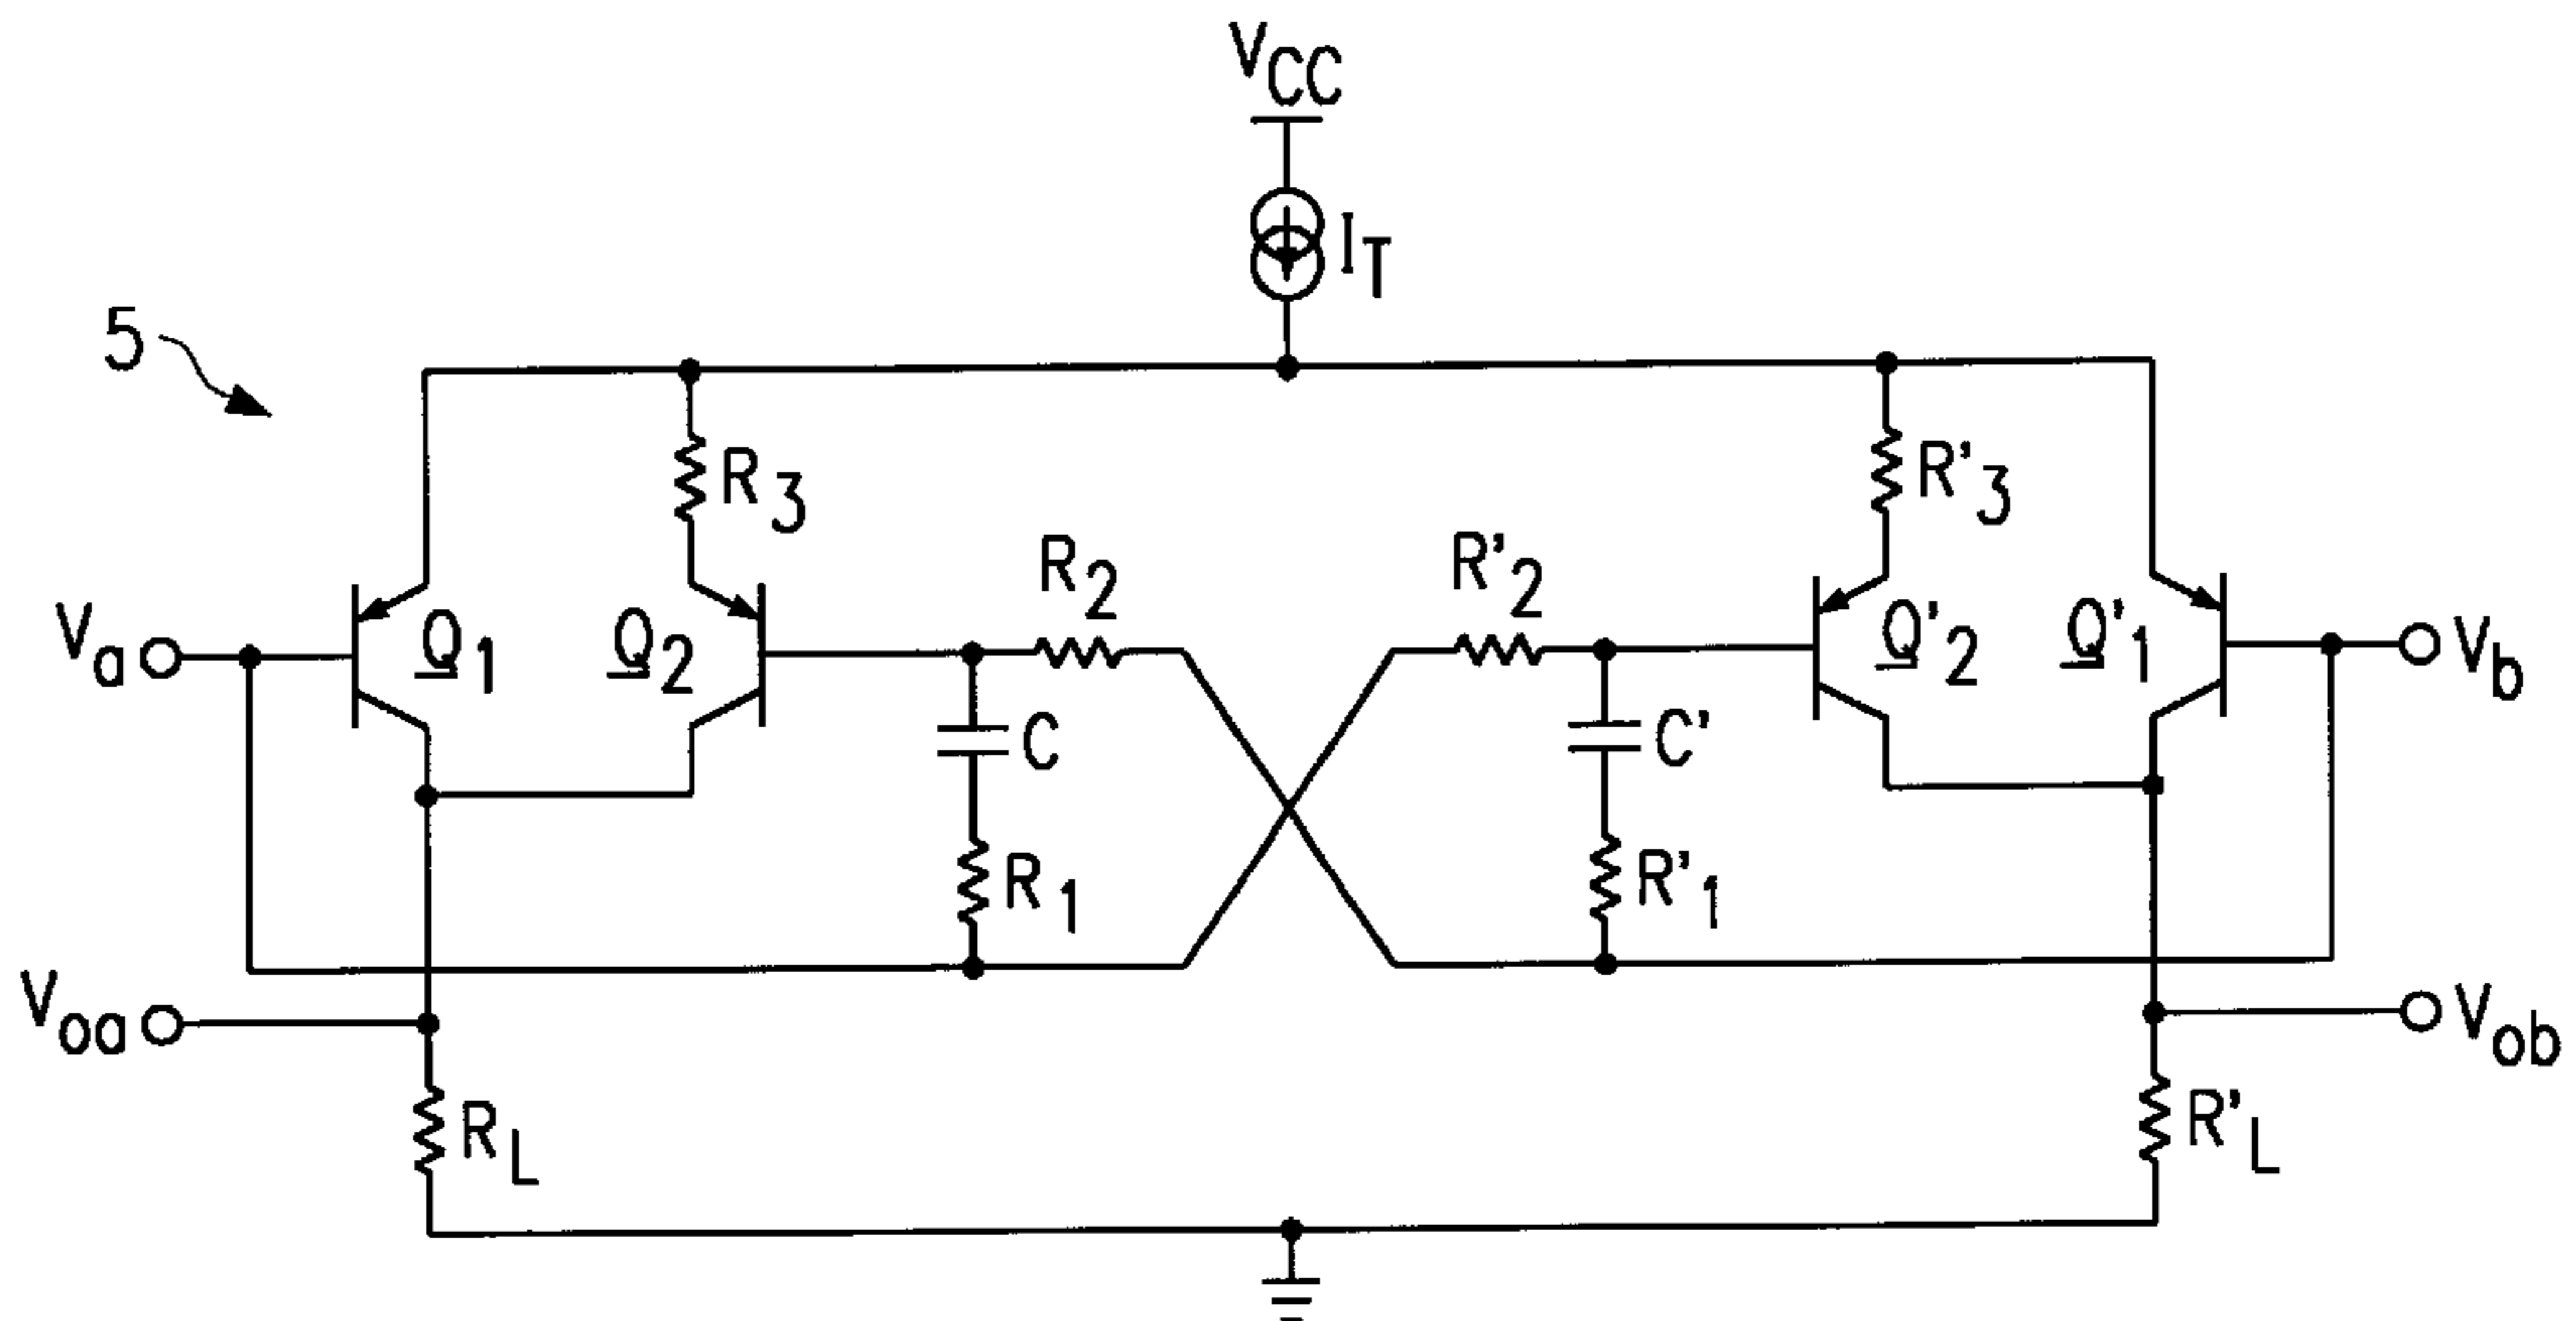 VCC
IT
5
R3
R'3
R2
R'2
Va
Q1
Q2
Q'2
Q'1
Vb
C
C'
R1
R'1
Voa
Vob
RL
R'L